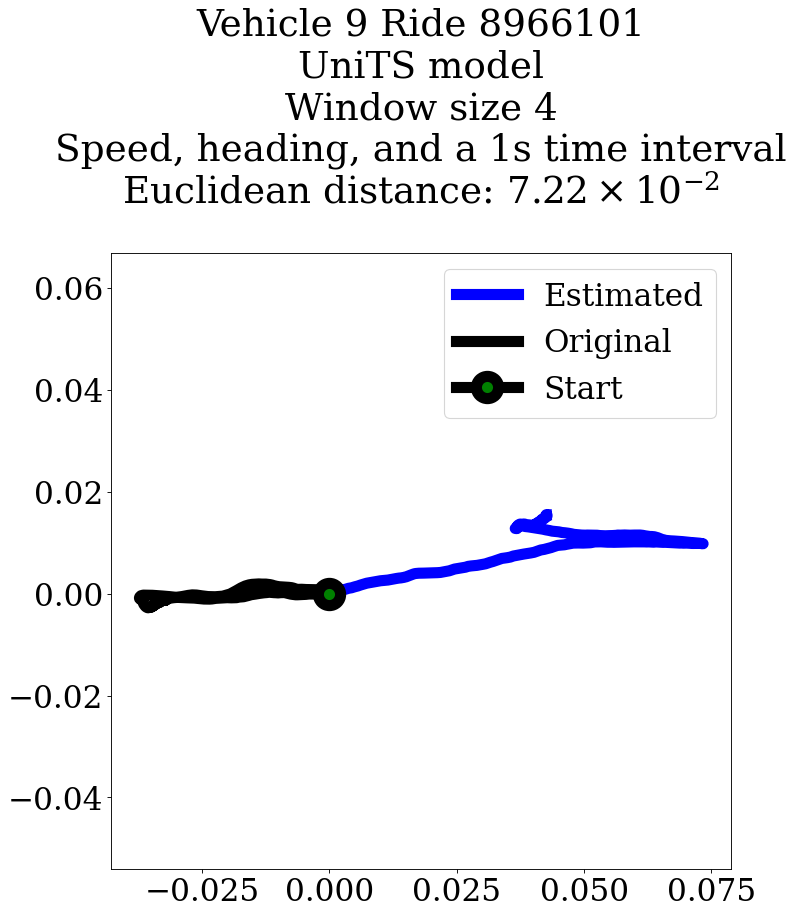 Vehicle 9 Ride 8966101
UniTS model
Window size 4
Speed, heading, and a 1s time interval
Euclidean distance: 7.22 × 10⁻²
Estimated
Original
Start
0.06
0.04
0.02
0.00
−0.02
−0.04
−0.025 0.000 0.025 0.050 0.075